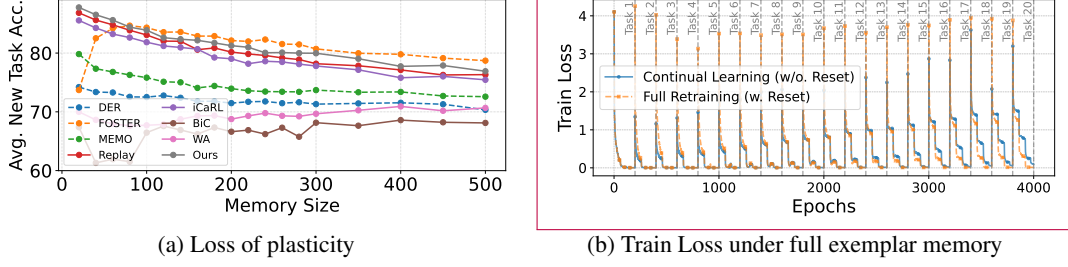 Avg. New Task Acc.
80
70
60
DER
FOSTER
MEMO
Replay
iCaRL
BiC
WA
Ours
0 100 200 300 400 500
Memory Size
(a) Loss of plasticity
Train Loss
4
3
2
1
0
Task 1 Task 2 Task 3 Task 4 Task 5 Task 6 Task 7 Task 8 Task 9 Task 10 Task 11 Task 12 Task 13 Task 14 Task 15 Task 16 Task 17 Task 18 Task 19 Task 20
Continual Learning (w/o. Reset)
Full Retraining (w. Reset)
0 1000 2000 3000 4000
Epochs
(b) Train Loss under full exemplar memory